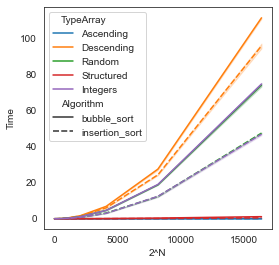 TypeArray
Ascending
Descending
Random
Structured
Integers
Algorithm
bubble_sort
insertion_sort
Time
100
80
60
40
20
0
0 5000 10000 15000
2^N